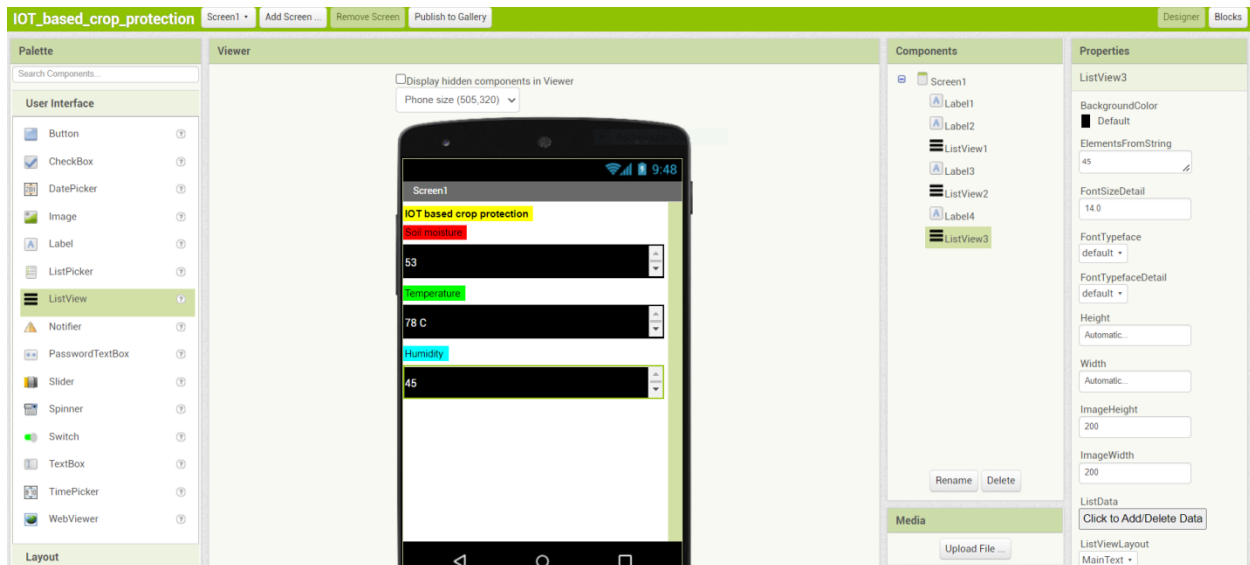 IOT_based_crop_protection Screen1 Add Screen ... Remove Screen Publish to Gallery Designer Blocks
Palette
Search Components...
User Interface
Button
CheckBox
DatePicker
Image
Label
ListPicker
ListView
Notifier
PasswordTextBox
Slider
Spinner
Switch
TextBox
TimePicker
WebViewer
Layout
Viewer
Display hidden components in Viewer
Phone size (505,320)
9:48
Screen1
IOT based crop protection
Soil moisture
53
Temperature
78 C
Humidity
45
Components
Screen1
Label1
Label2
ListView1
Label3
ListView2
Label4
ListView3
Rename Delete
Media
Upload File ...
Properties
ListView3
BackgroundColor
Default
ElementsFromString
45
FontSizeDetail
14.0
FontTypeface
default
FontTypefaceDetail
default
Height
Automatic...
Width
Automatic...
ImageHeight
200
ImageWidth
200
ListData
Click to Add/Delete Data
ListViewLayout
MainText